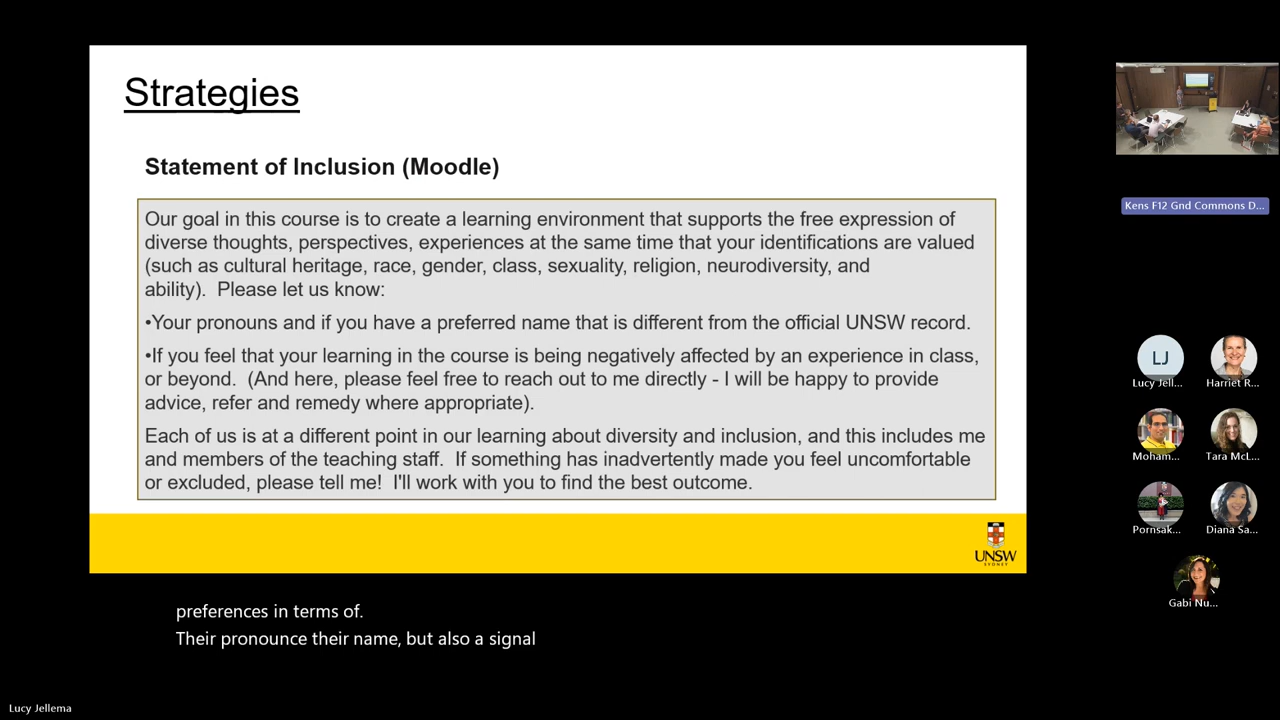 Strategies
Statement of Inclusion (Moodle)
Our goal in this course is to create a learning environment that supports the free expression of
diverse thoughts, perspectives, experiences at the same time that your identifications are valued
(such as cultural heritage, race, gender, class, sexuality, religion, neurodiversity, and
ability).  Please let us know:
•Your pronouns and if you have a preferred name that is different from the official UNSW record.
•If you feel that your learning in the course is being negatively affected by an experience in class,
or beyond.  (And here, please feel free to reach out to me directly - I will be happy to provide
advice, refer and remedy where appropriate).
Each of us is at a different point in our learning about diversity and inclusion, and this includes me
and members of the teaching staff.  If something has inadvertently made you feel uncomfortable
or excluded, please tell me!  I'll work with you to find the best outcome.
UNSW
SYDNEY
preferences in terms of.
Their pronounce their name, but also a signal
Lucy Jellema
Kens F12 Gnd Commons D...
LJ
Lucy Jell...
Harriet R...
Moham...
Tara McL...
Pornsak...
Diana Sa...
Gabi Nu...